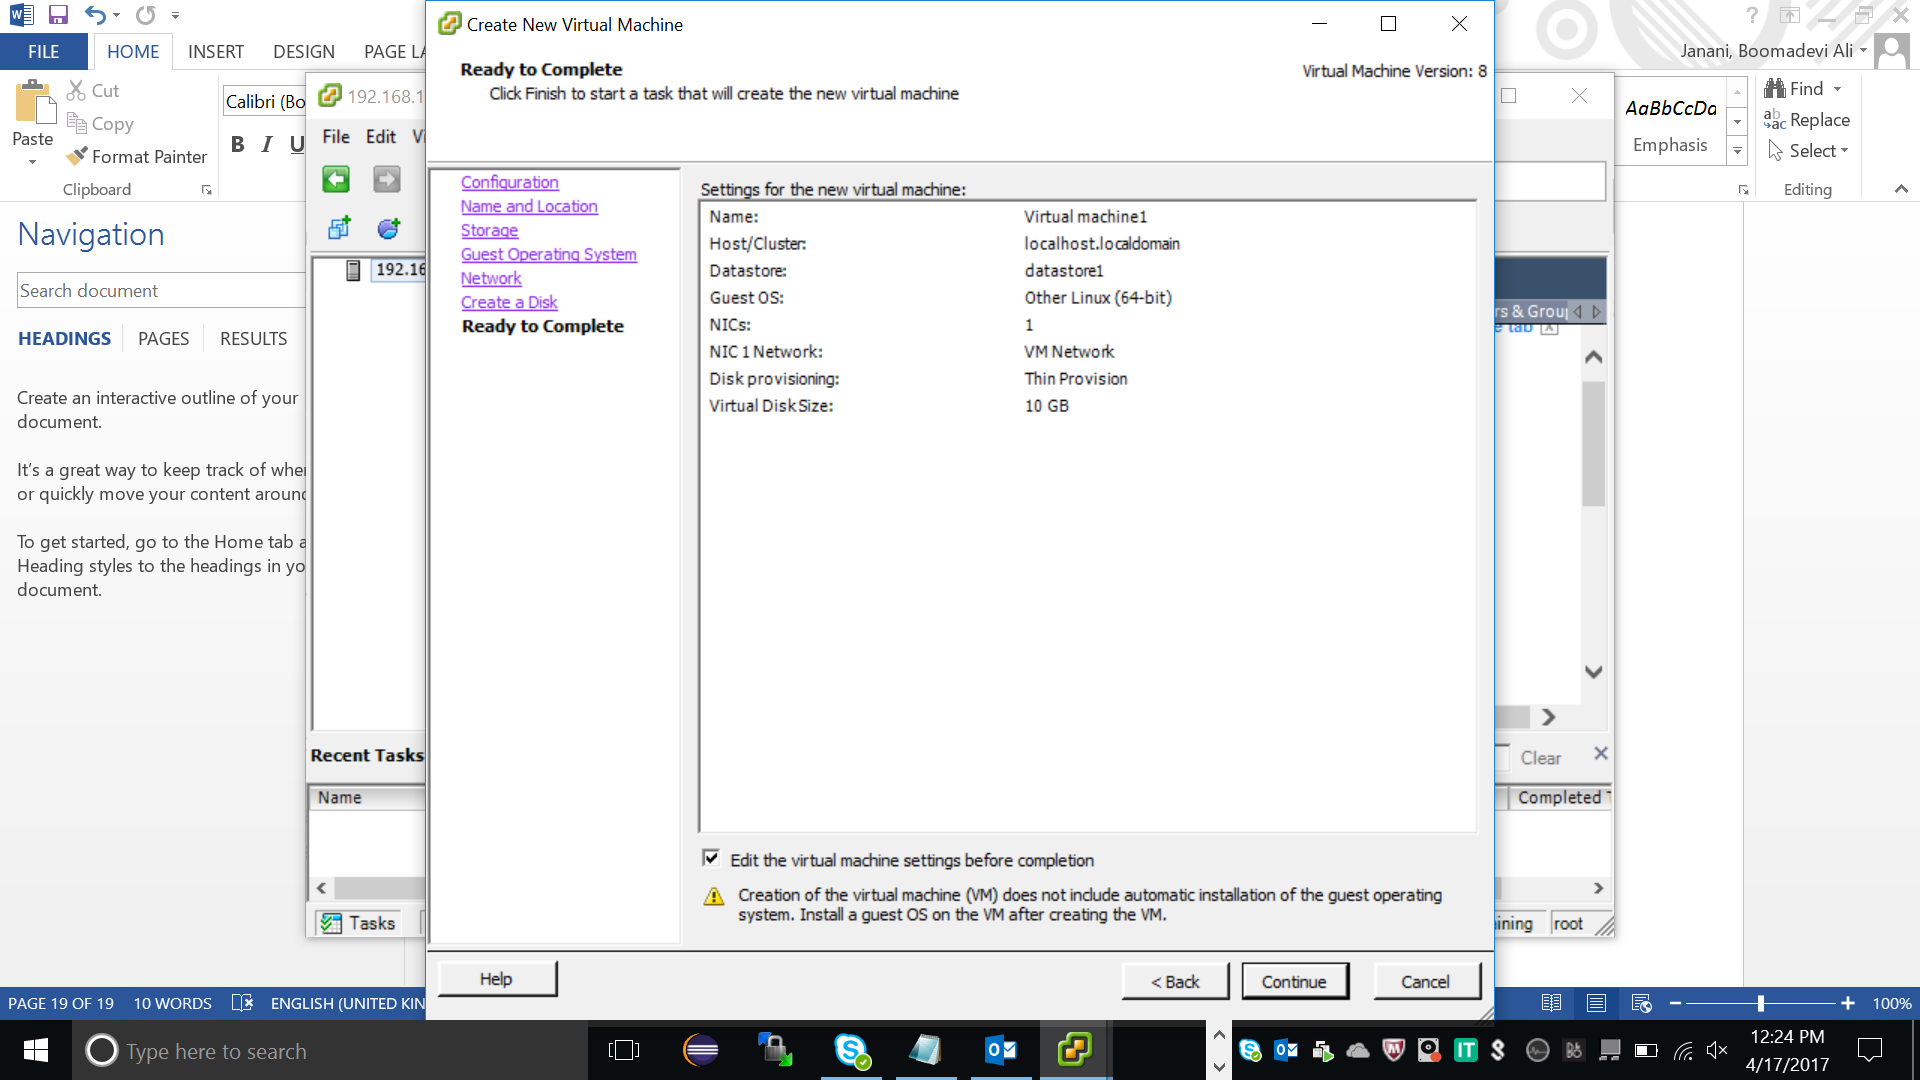 Create New Virtual Machine
Janani, Boomadevi Ali
FILE HOME INSERT DESIGN PAGE LA
Ready to Complete
Virtual Machine Version: 8
Click Finish to start a task that will create the new virtual machine
Cut
Copy
Format Painter
Paste
Clipboard
Calibri (Bo
B I U
192.168.1
File Edit Vi
AaBbCcDa
Emphasis
Find
Replace
Select
Editing
Navigation
Search document
HEADINGS PAGES RESULTS
Create an interactive outline of your
document.
It's a great way to keep track of whe
or quickly move your content around
To get started, go to the Home tab a
Heading styles to the headings in yo
document.
192.16
Configuration
Name and Location
Storage
Guest Operating System
Network
Create a Disk
Ready to Complete
Settings for the new virtual machine:
Name: Virtual machine1
Host/Cluster: localhost.localdomain
Datastore: datastore1
Guest OS: Other Linux (64-bit)
NICs: 1
NIC 1 Network: VM Network
Disk provisioning: Thin Provision
Virtual Disk Size: 10 GB
rs & Grou
e tab
Recent Tasks
Name
Clear
Completed T
Edit the virtual machine settings before completion
Creation of the virtual machine (VM) does not include automatic installation of the guest operating
system. Install a guest OS on the VM after creating the VM.
Tasks
ining root
Help < Back Continue Cancel
PAGE 19 OF 19 10 WORDS ENGLISH (UNITED KIN
100%
Type here to search
12:24 PM
4/17/2017